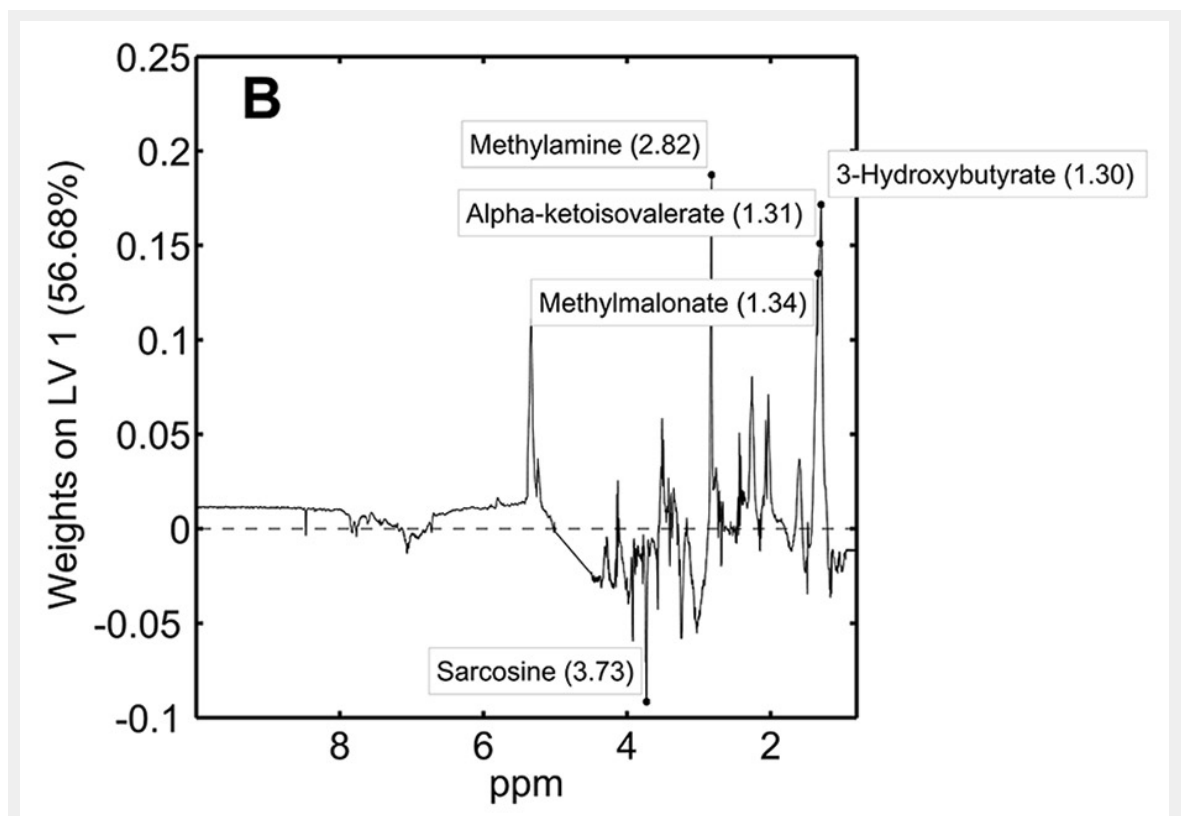 0.25
B
Methylamine (2.82)
0.2
3-Hydroxybutyrate (1.30)
Alpha-ketoisovalerate (1.31)
0.15
Methylmalonate (1.34)
0.1
0.05
0
-0.05
Sarcosine (3.73)
-0.1
Weights on LV 1 (56.68%)
8 6 4 2
ppm